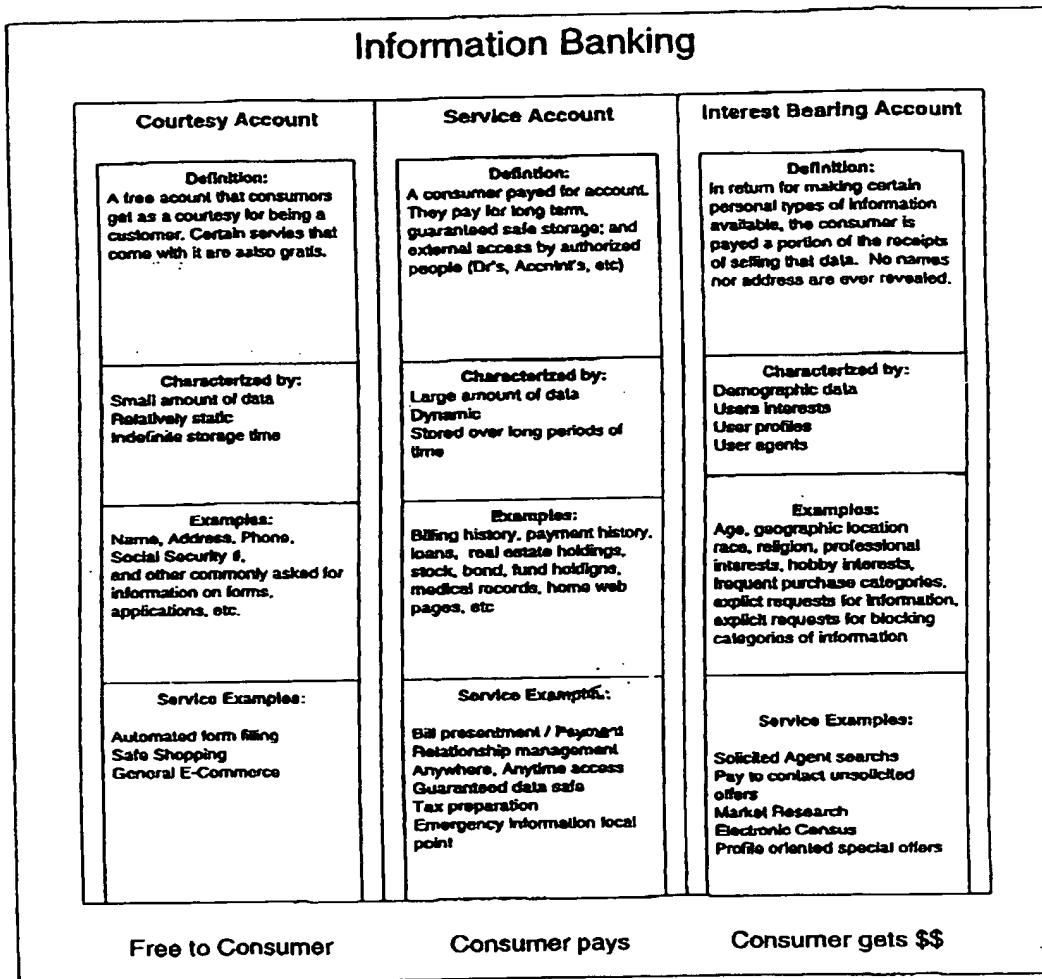 Information Banking
Courtesy Account
Definition:
A free acount that consumors
get as a courtesy for being a
customer. Certain servies that
come with it are aalso gratis.
Characterized by:
Small amount of data
Relatively static
Indefinite storage time
Examples:
Name, Address, Phone,
Social Security #,
and other commonly asked for
information on forms,
applications, etc.
Service Examples:
Automated form filling
Safe Shopping
General E-Commerce
Free to Consumer
Service Account
Defintion:
A consumer payed for account.
They pay for long term,
guaranteed safe storage; and
external access by authorized
people (Dr's, Accntnt's, etc)
Characterized by:
Large amount of data
Dynamic
Stored over long periods of
time
Examples:
Billing history, payment history,
loans, real estate holdings,
stock, bond, fund holdigns,
medical records, home web
pages, etc
Service Examples:
Bill presentment / Payment
Relationship management
Anywhere, Anytime access
Guaranteed data safe
Tax preparation
Emergency Information focal
point
Consumer pays
Interest Bearing Account
Definition:
In return for making certain
personal types of information
available, the consumer is
payed a portion of the receipts
of selling that data. No names
nor address are ever revealed.
Characterized by:
Demographic data
Users interests
User profiles
User agents
Examples:
Age, geographic location
race, religion, professional
interests, hobby interests,
frequent purchase categories,
explict requests for information,
explicit requests for blocking
categories of information
Service Examples:
Solicited Agent searchs
Pay to contact unsolicited
offers
Market Research
Electronic Census
Profile oriented special offers
Consumer gets $$